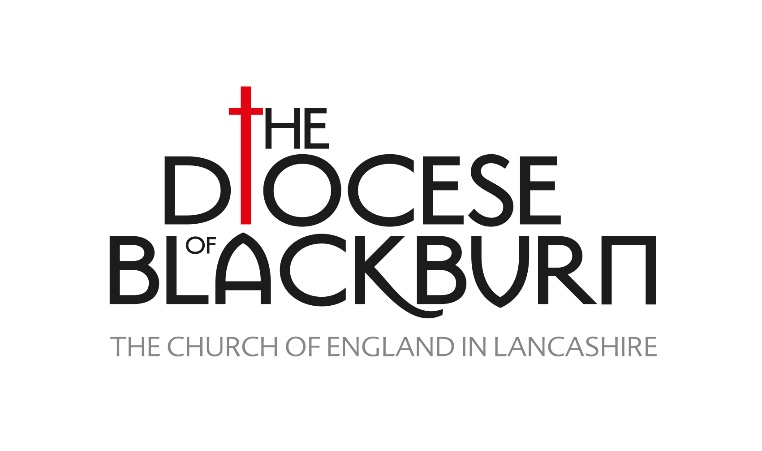 THE
DIOCESE
OF BLACKBURN
THE CHURCH OF ENGLAND IN LANCASHIRE